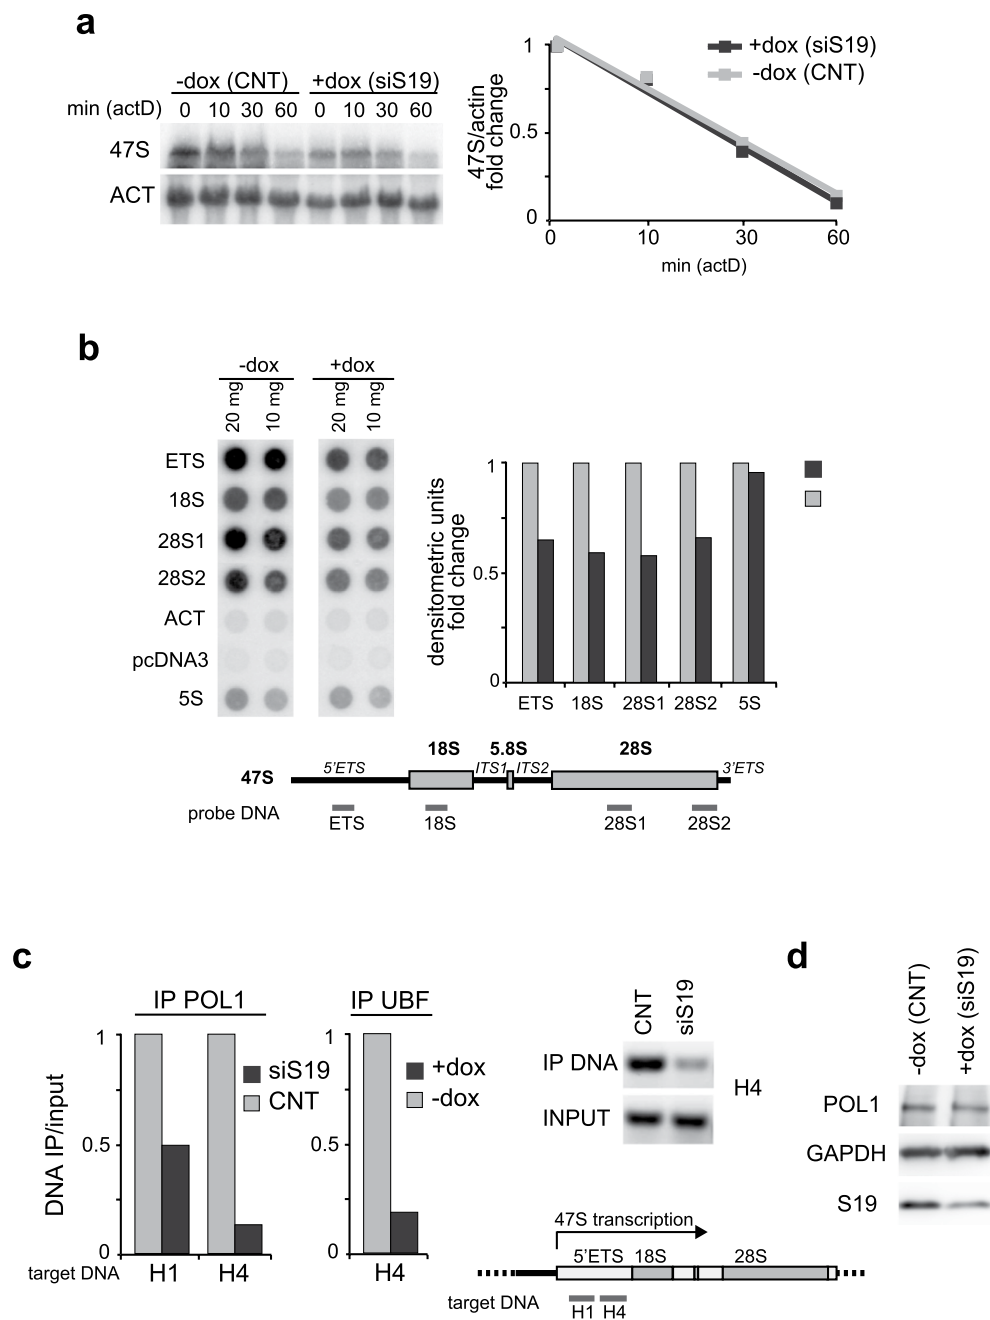 a
-dox (CNT) +dox (siS19)
min (actD) 0 10 30 60 0 10 30 60
47S
ACT
47S/actin
fold change
1
0.5
0
0 10 30 60
min (actD)
+dox (siS19)
-dox (CNT)
b
-dox +dox
20 mg 10 mg 20 mg 10 mg
ETS
18S
28S1
28S2
ACT
pcDNA3
5S
densitometric units
fold change
1
0.5
0
ETS 18S 28S1 28S2 5S
18S 5.8S 28S
47S 5'ETS ITS1 ITS2 3'ETS
probe DNA
ETS 18S 28S1 28S2
c
IP POL1
DNA IP/input
1
0.5
0
siS19
CNT
target DNA H1 H4
IP UBF
1
0.5
0
+dox
-dox
H4
CNT siS19
IP DNA
INPUT
H4
47S transcription
5'ETS 18S 28S
target DNA
H1 H4
d
-dox (CNT) +dox (siS19)
POL1
GAPDH
S19